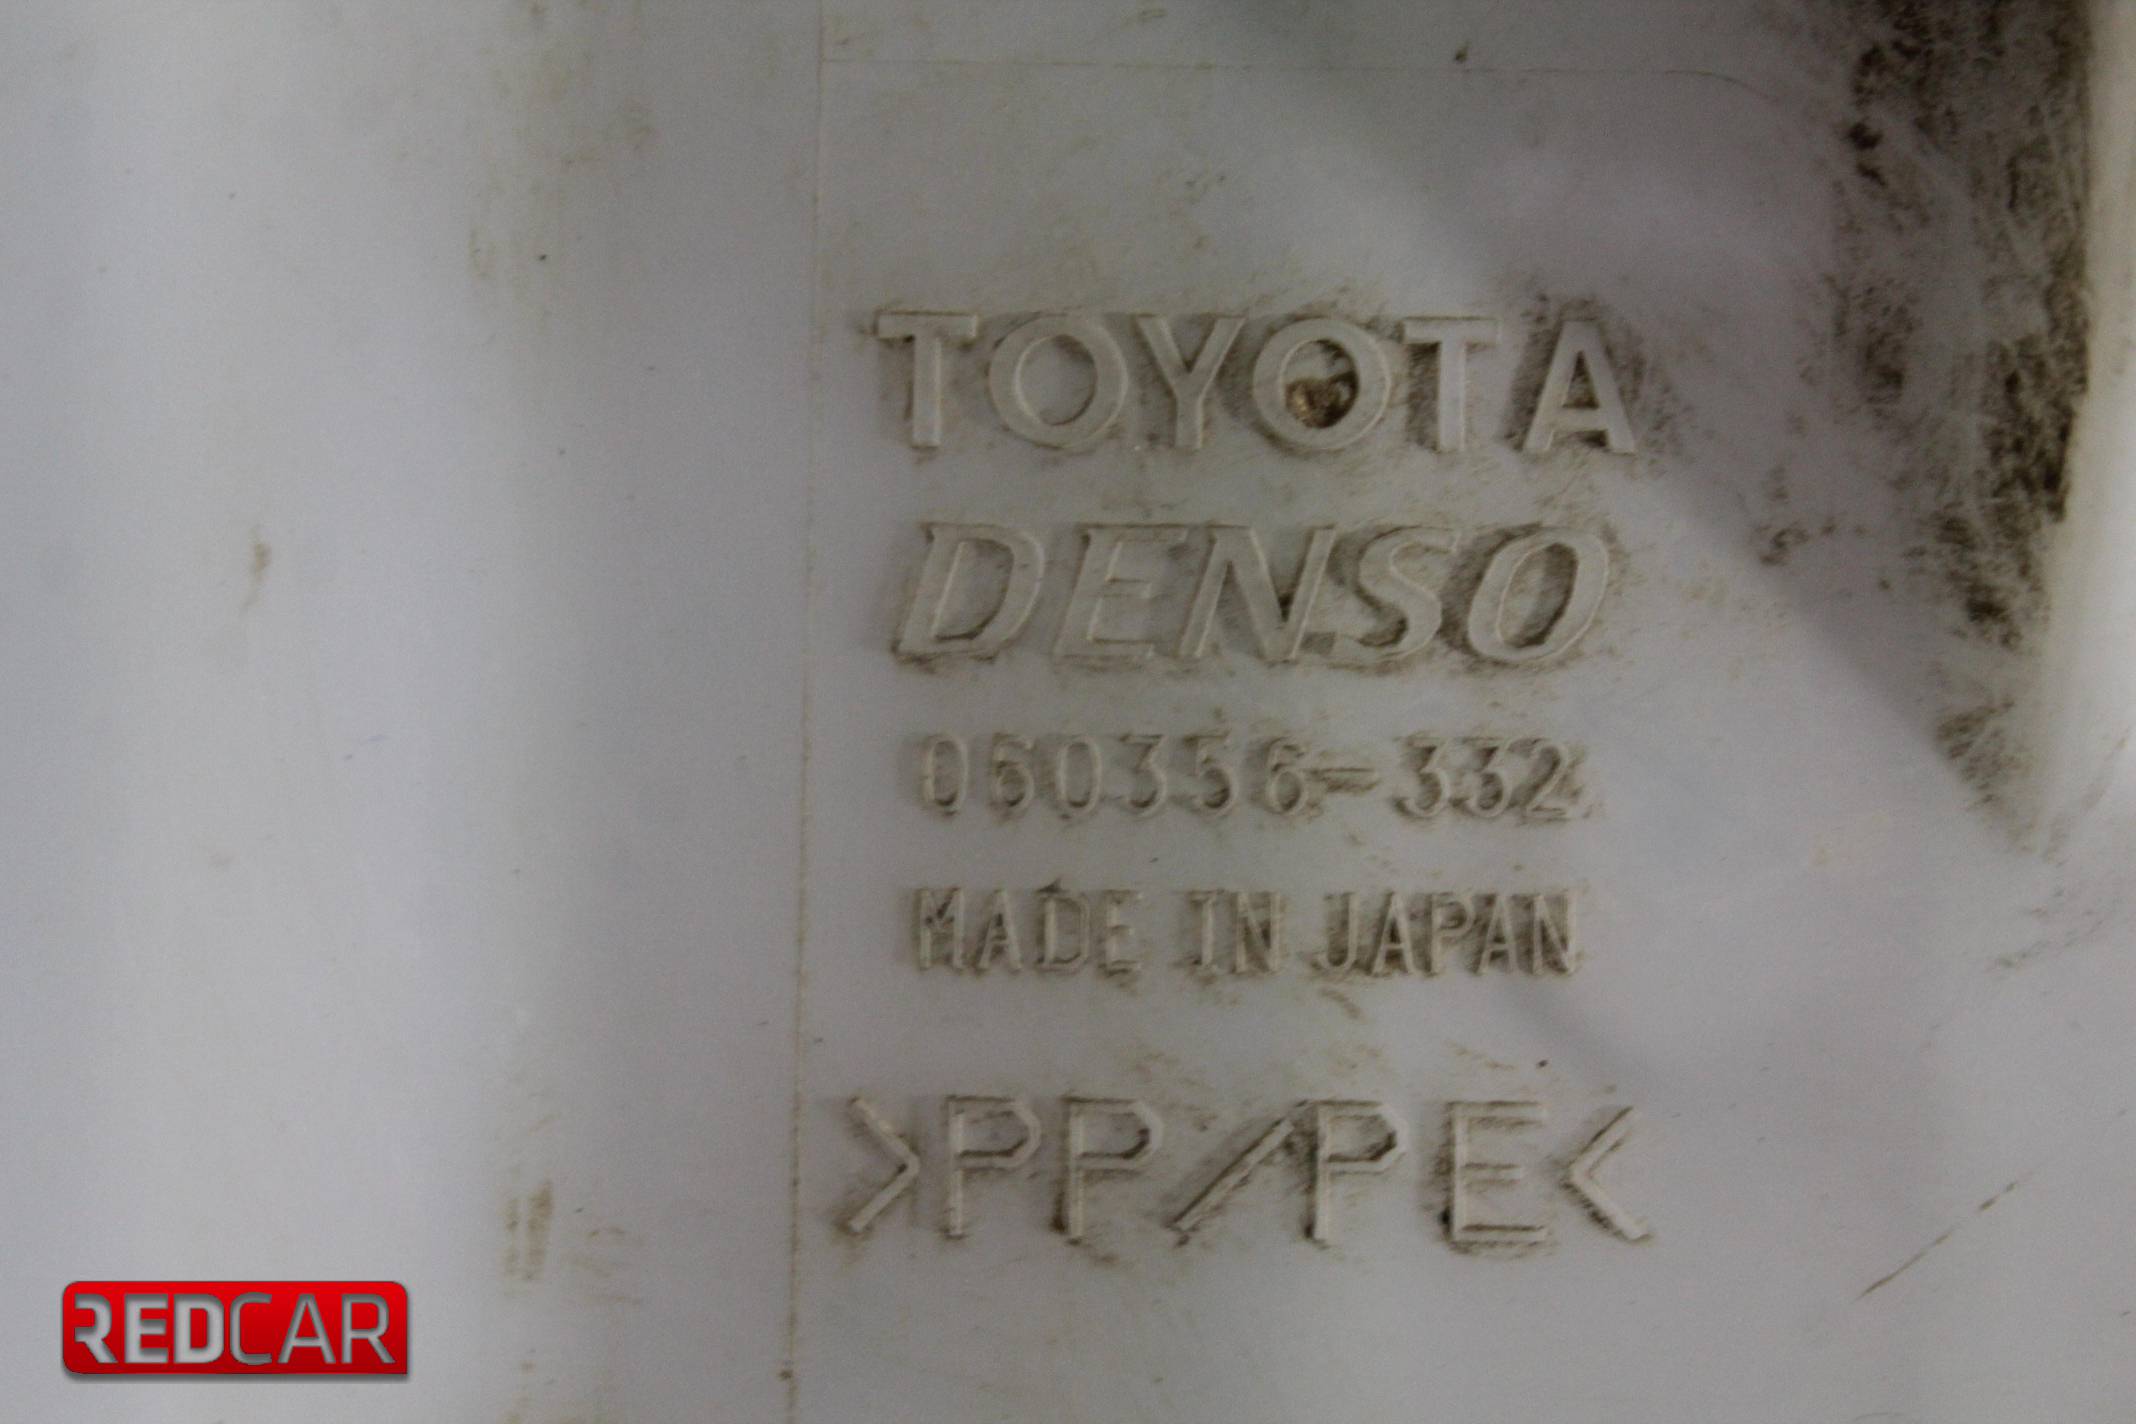 TOYOTA
DENSO
060356-332
MADE IN JAPAN
>PP/PE<
REDCAR